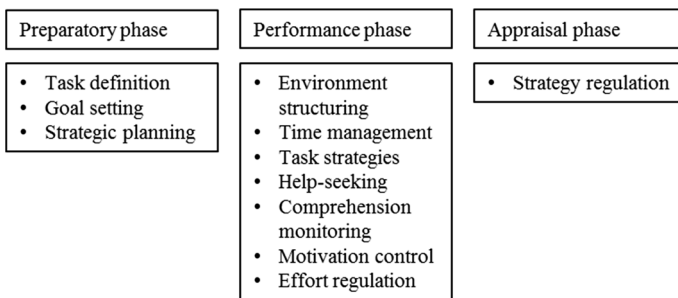 Preparatory phase
• Task definition
• Goal setting
• Strategic planning
Performance phase
• Environment
structuring
• Time management
• Task strategies
• Help-seeking
• Comprehension
monitoring
• Motivation control
• Effort regulation
Appraisal phase
• Strategy regulation